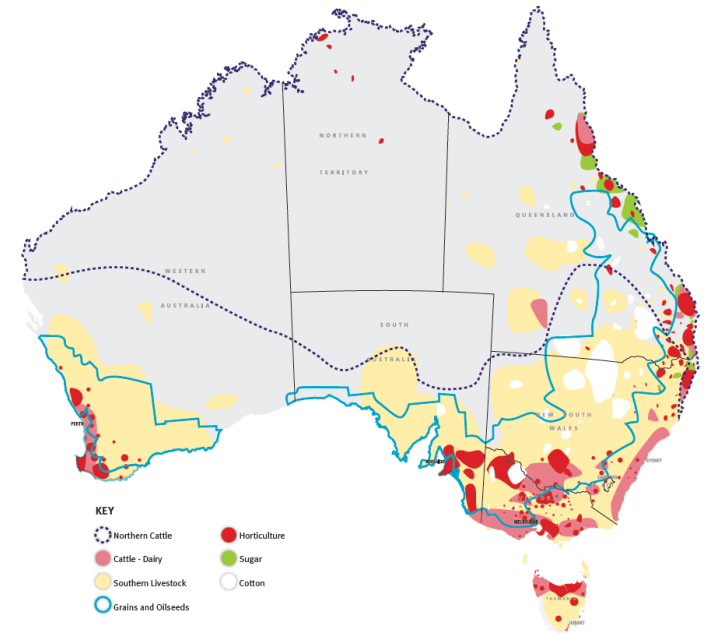 NORTHERN
TERRITORY
QUEENSLAND
WESTERN
AUSTRALIA
SOUTH
AUSTRALIA
NEW SOUTH
WALES
PERTH
SYDNEY
MELBOURNE
TASMANIA
HOBART
KEY
Northern Cattle
Horticulture
Cattle - Dairy
Sugar
Southern Livestock
Cotton
Grains and Oilseeds